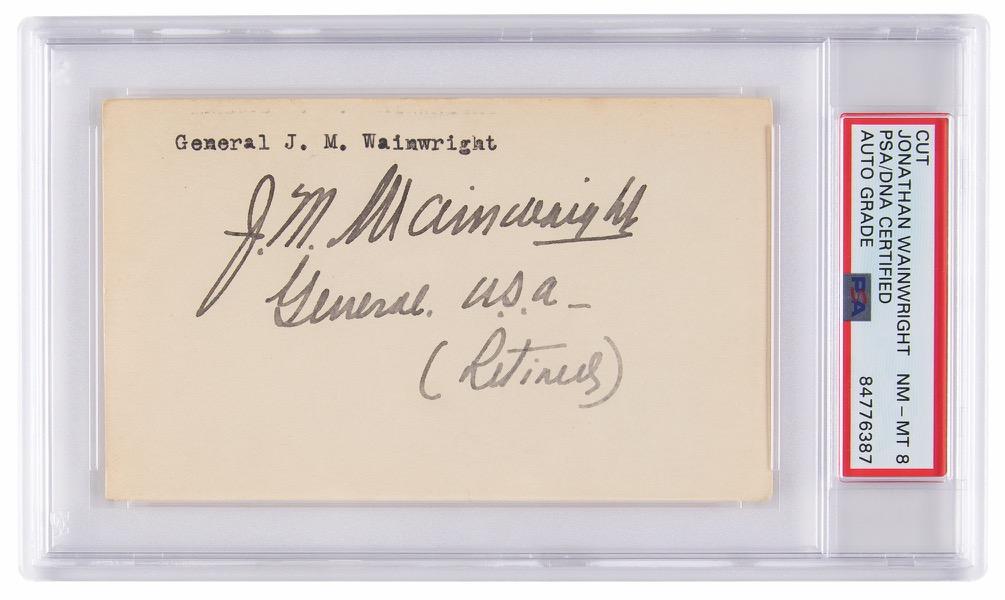 General J. M. Wainwright
J. M. Wainwright
General. U.S.A –
(Retired)
CUT
JONATHAN WAINWRIGHT NM – MT 8
PSA/DNA CERTIFIED
AUTO GRADE 84776387
PSA